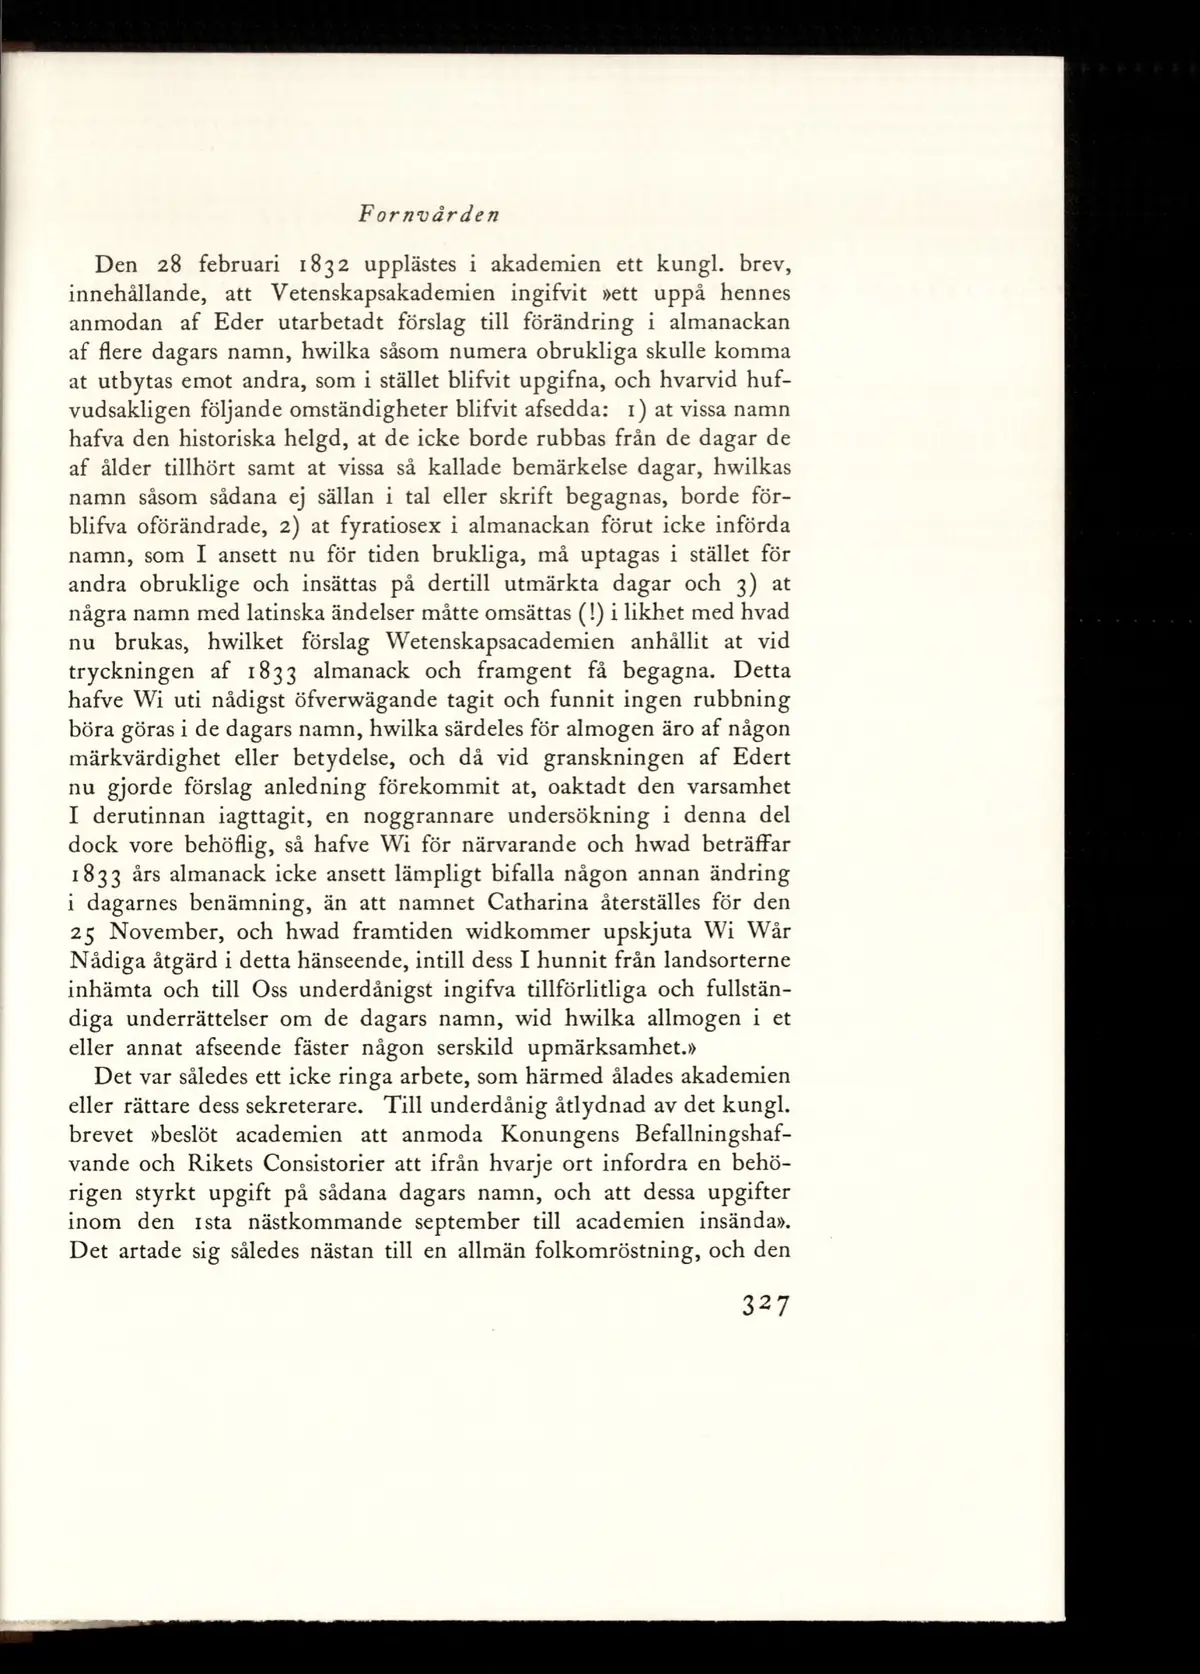 Fornvården
Den 28 februari 1832 upplästes i akademien ett kungl. brev,
innehållande, att Vetenskapsakademien ingifvit »ett uppå hennes
anmodan af Eder utarbetadt förslag till förändring i almanackan
af flere dagars namn, hwilka såsom numera obrukliga skulle komma
at utbytas emot andra, som i stället blifvit upgifna, och hvarvid huf-
vudsakligen följande omständigheter blifvit afsedda: 1) at vissa namn
hafva den historiska helgd, at de icke borde rubbas från de dagar de
af ålder tillhört samt at vissa så kallade bemärkelse dagar, hwilkas
namn såsom sådana ej sällan i tal eller skrift begagnas, borde för-
blifva oförändrade, 2) at fyratiosex i almanackan förut icke införda
namn, som I ansett nu för tiden brukliga, må uptagas i stället för
andra obruklige och insättas på dertill utmärkta dagar och 3) at
några namn med latinska ändelser måtte omsättas (!) i likhet med hvad
nu brukas, hwilket förslag Wetenskapsacademien anhållit at vid
tryckningen af 1833 almanack och framgent få begagna. Detta
hafve Wi uti nådigst öfverwägande tagit och funnit ingen rubbning
böra göras i de dagars namn, hwilka särdeles för almogen äro af någon
märkvärdighet eller betydelse, och då vid granskningen af Edert
nu gjorde förslag anledning förekommit at, oaktadt den varsamhet
I derutinnan iagttagit, en noggrannare undersökning i denna del
dock vore behöflig, så hafve Wi för närvarande och hwad beträffar
1833 års almanack icke ansett lämpligt bifalla någon annan ändring
i dagarnes benämning, än att namnet Catharina återställes för den
25 November, och hwad framtiden widkommer upskjuta Wi Wår
Nådiga åtgärd i detta hänseende, intill dess I hunnit från landsorterne
inhämta och till Oss underdånigst ingifva tillförlitliga och fullstän-
diga underrättelser om de dagars namn, wid hwilka allmogen i et
eller annat afseende fäster någon serskild upmärksamhet.»
Det var således ett icke ringa arbete, som härmed ålades akademien
eller rättare dess sekreterare. Till underdånig åtlydnad av det kungl.
brevet »beslöt academien att anmoda Konungens Befallningshaf-
vande och Rikets Consistorier att ifrån hvarje ort infordra en behö-
rigen styrkt upgift på sådana dagars namn, och att dessa upgifter
inom den 1sta nästkommande september till academien insända».
Det artade sig således nästan till en allmän folkomröstning, och den
327